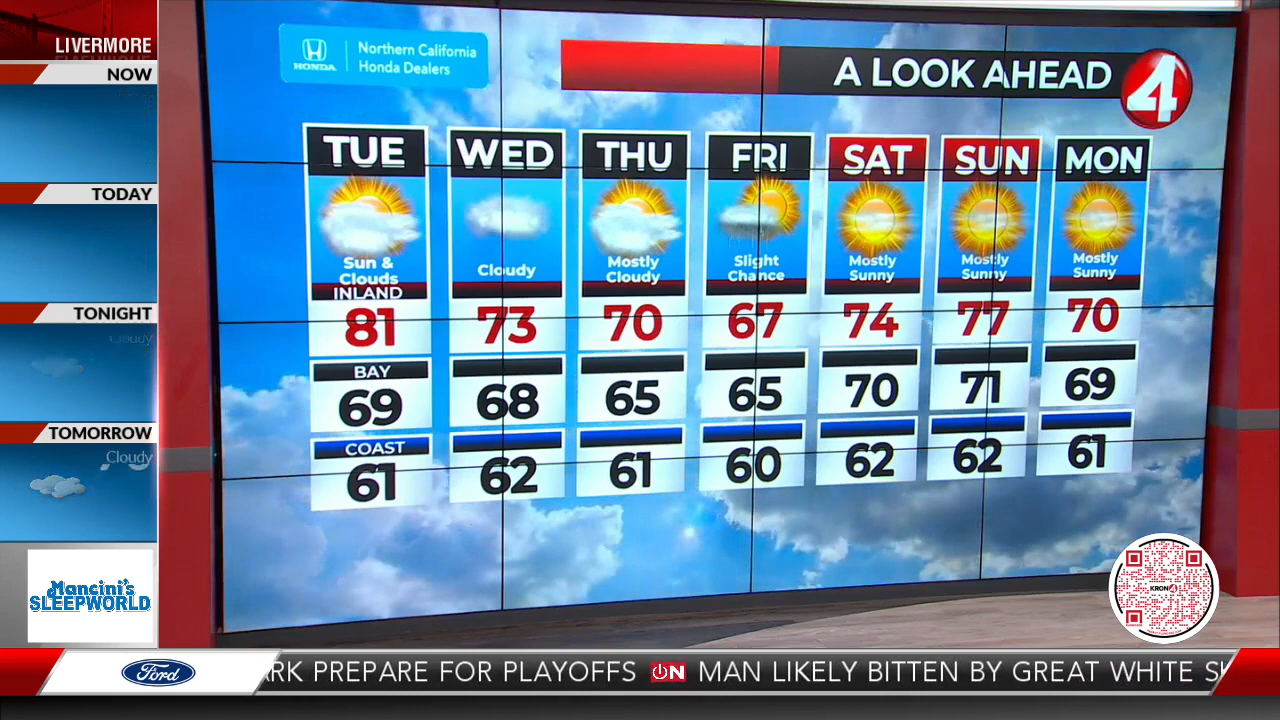 LIVERMORE
NOW
TODAY
TONIGHT
Cloudy
TOMORROW
Cloudy
Mancini's
SLEEPWORLD
HONDA
Northern California
Honda Dealers
A LOOK AHEAD
4
TUE WED THU FRI SAT SUN MON
Sun &
Clouds
Cloudy
Mostly
Cloudy
Slight
Chance
Mostly
Sunny
Mostly
Sunny
Mostly
Sunny
INLAND
81 73 70 67 74 77 70
BAY
69 68 65 65 70 71 69
COAST
61 62 61 60 62 62 61
KRON4
Ford
PREPARE FOR PLAYOFFS ON MAN LIKELY BITTEN BY GREAT WHITE